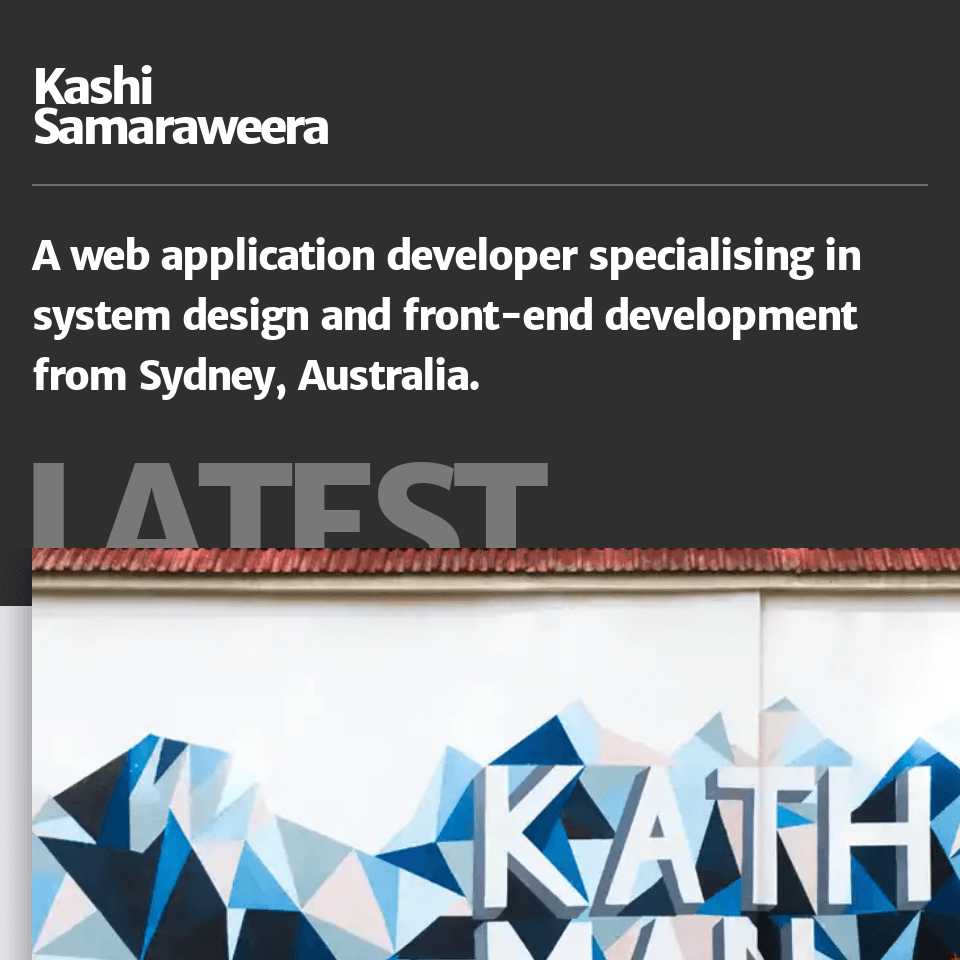 Kashi
Samaraweera
A web application developer specialising in
system design and front-end development
from Sydney, Australia.
LATEST
KATH